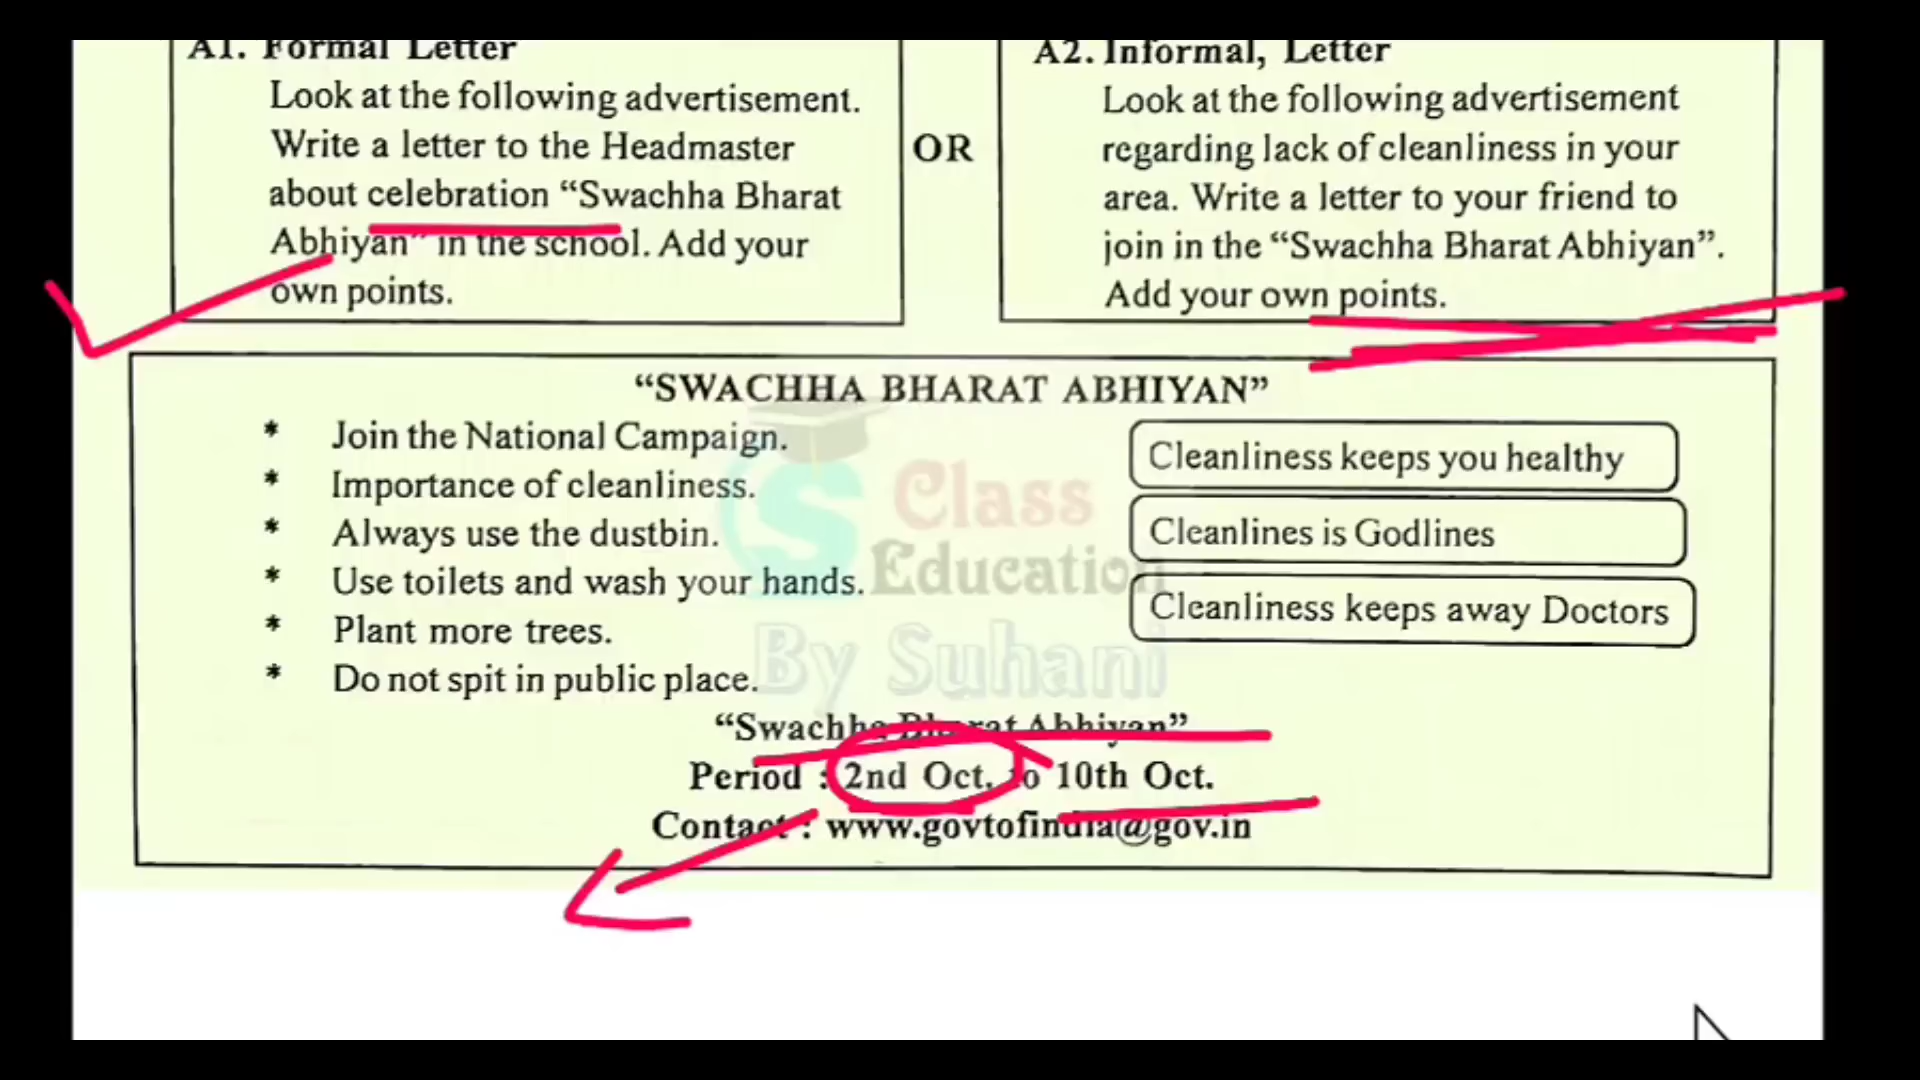 A1. Formal Letter
Look at the following advertisement.
Write a letter to the Headmaster
about celebration “Swachha Bharat
Abhiyan” in the school. Add your
own points.
OR
A2. Informal, Letter
Look at the following advertisement
regarding lack of cleanliness in your
area. Write a letter to your friend to
join in the “Swachha Bharat Abhiyan”.
Add your own points.
“SWACHHA BHARAT ABHIYAN”
* Join the National Campaign.
* Importance of cleanliness.
* Always use the dustbin.
* Use toilets and wash your hands.
* Plant more trees.
* Do not spit in public place.
Cleanliness keeps you healthy
Cleanlines is Godlines
Cleanliness keeps away Doctors
“Swachha Bharat Abhiyan”
Period : 2nd Oct. to 10th Oct.
Contact : www.govtofindia@gov.in
S Class
Education
By Suhani